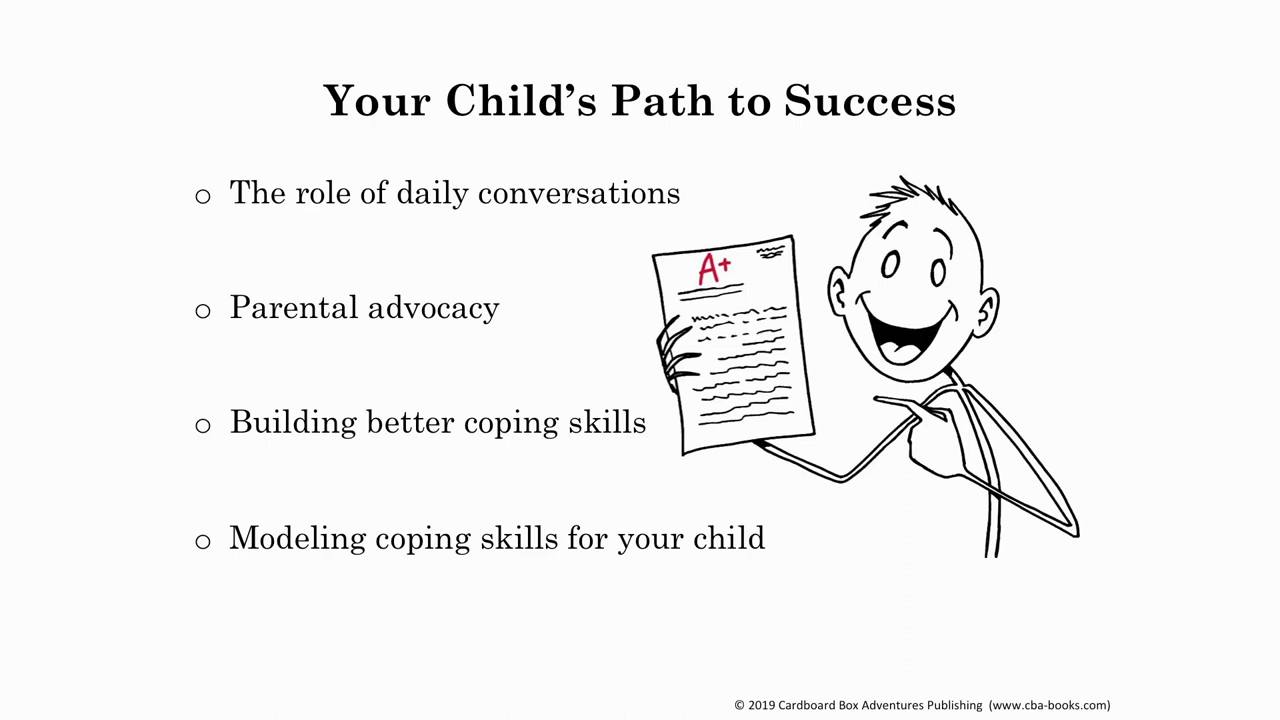 Your Child’s Path to Success
o The role of daily conversations
A+
o Parental advocacy
o Building better coping skills
o Modeling coping skills for your child
© 2019 Cardboard Box Adventures Publishing (www.cba-books.com)